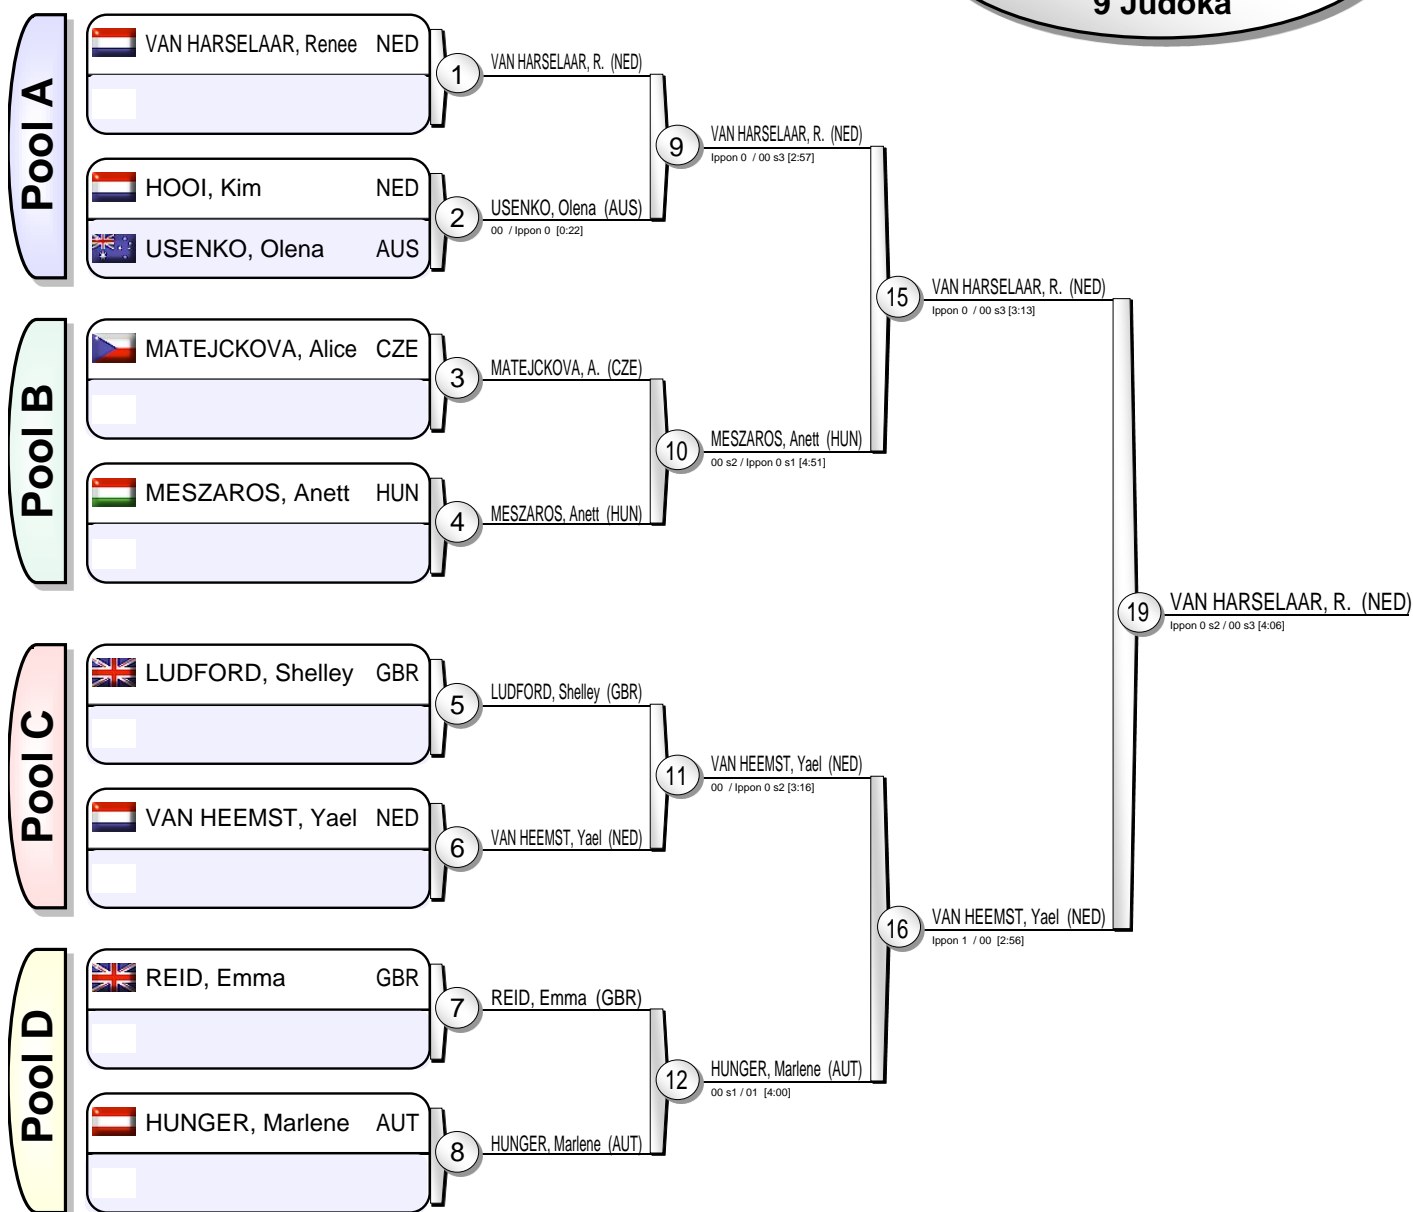 9 Judoka
Pool A
VAN HARSELAAR, Renee NED
1
VAN HARSELAAR, R. (NED)
HOOI, Kim NED
USENKO, Olena AUS
2
USENKO, Olena (AUS)
00 / Ippon 0 [0:22]
9
VAN HARSELAAR, R. (NED)
Ippon 0 / 00 s3 [2:57]
Pool B
MATEJCKOVA, Alice CZE
3
MATEJCKOVA, A. (CZE)
MESZAROS, Anett HUN
4
MESZAROS, Anett (HUN)
10
MESZAROS, Anett (HUN)
00 s2 / Ippon 0 s1 [4:51]
15
VAN HARSELAAR, R. (NED)
Ippon 0 / 00 s3 [3:13]
Pool C
LUDFORD, Shelley GBR
5
LUDFORD, Shelley (GBR)
VAN HEEMST, Yael NED
6
VAN HEEMST, Yael (NED)
11
VAN HEEMST, Yael (NED)
00 / Ippon 0 s2 [3:16]
Pool D
REID, Emma GBR
7
REID, Emma (GBR)
HUNGER, Marlene AUT
8
HUNGER, Marlene (AUT)
12
HUNGER, Marlene (AUT)
00 s1 / 01 [4:00]
16
VAN HEEMST, Yael (NED)
Ippon 1 / 00 [2:56]
19
VAN HARSELAAR, R. (NED)
Ippon 0 s2 / 00 s3 [4:06]